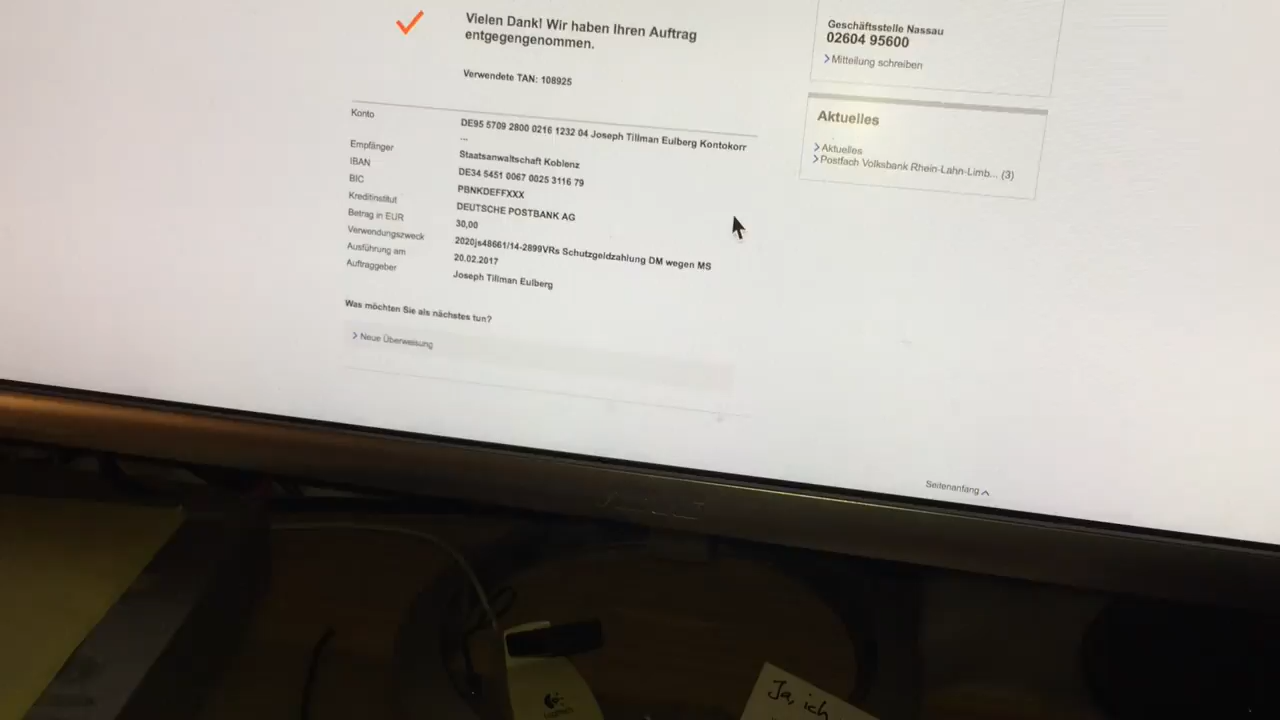 Vielen Dank! Wir haben Ihren Auftrag
entgegengenommen.
Verwendete TAN: 108925
Konto DE95 5709 2800 0216 1232 04 Joseph Tillman Eulberg Kontokorr
...
Empfänger Staatsanwaltschaft Koblenz
IBAN DE34 5451 0067 0025 3116 79
BIC PBNKDEFFXXX
Kreditinstitut DEUTSCHE POSTBANK AG
Betrag in EUR 30,00
Verwendungszweck 2020js48661/14-2899VRs Schutzgeldzahlung DM wegen MS
Ausführung am 20.02.2017
Auftraggeber Joseph Tillman Eulberg
Was möchten Sie als nächstes tun?
> Neue Überweisung
Geschäftsstelle Nassau
02604 95600
> Mitteilung schreiben
Aktuelles
> Aktuelles
> Postfach Volksbank Rhein-Lahn-Limb... (3)
Seitenanfang
Logitech
Ja, ich